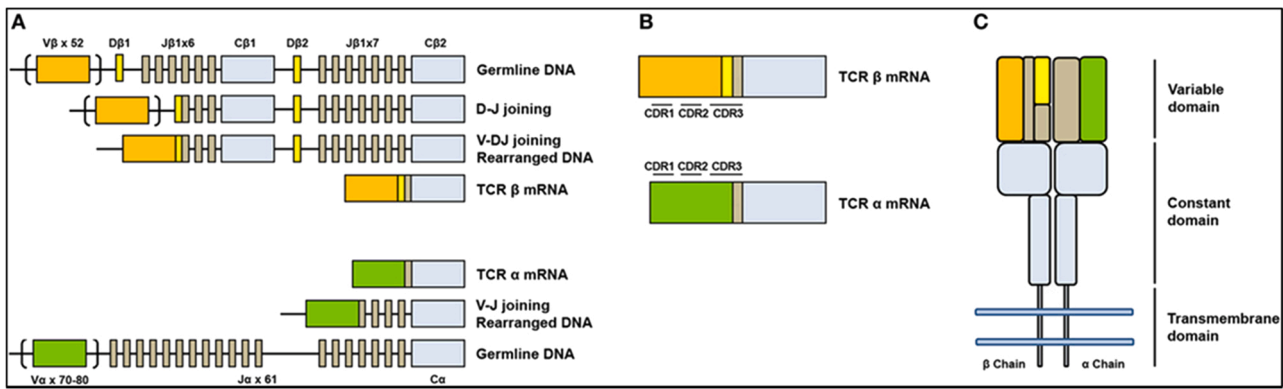 A
Vβ x 52
Dβ1
Jβ1x6
Cβ1
Dβ2
Jβ1x7
Cβ2
Germline DNA
D-J joining
V-DJ joining
Rearranged DNA
TCR β mRNA
TCR α mRNA
V-J joining
Rearranged DNA
Germline DNA
Vα x 70-80
Jα x 61
Cα
B
TCR β mRNA
CDR1 CDR2 CDR3
CDR1 CDR2 CDR3
TCR α mRNA
C
Variable
domain
Constant
domain
Transmembrane
domain
β Chain
α Chain